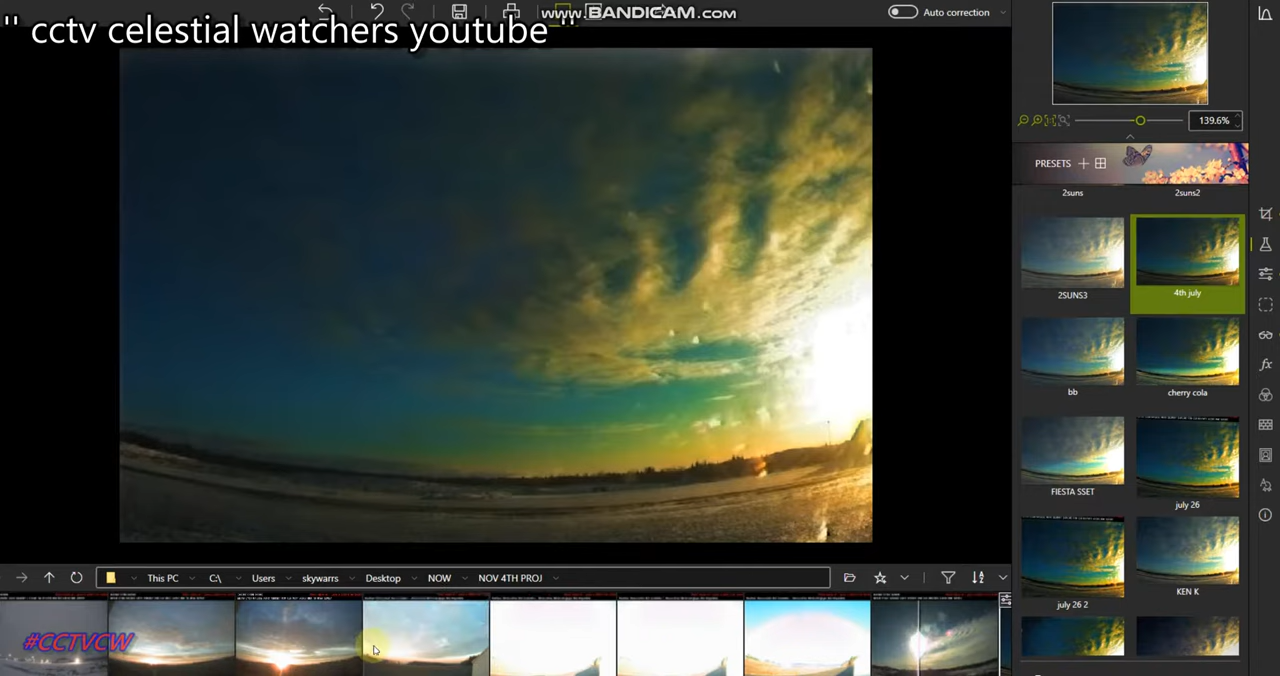 www.BANDICAM.com
Auto correction
" cctv celestial watchers youtube "
139.6%
PRESETS
2suns
2suns2
2SUNS3
4th july
bb
cherry cola
FIESTA SSET
july 26
july 26 2
KEN K
This PC
C:\
Users
skywarrs
Desktop
NOW
NOV 4TH PROJ
#CCTVCW